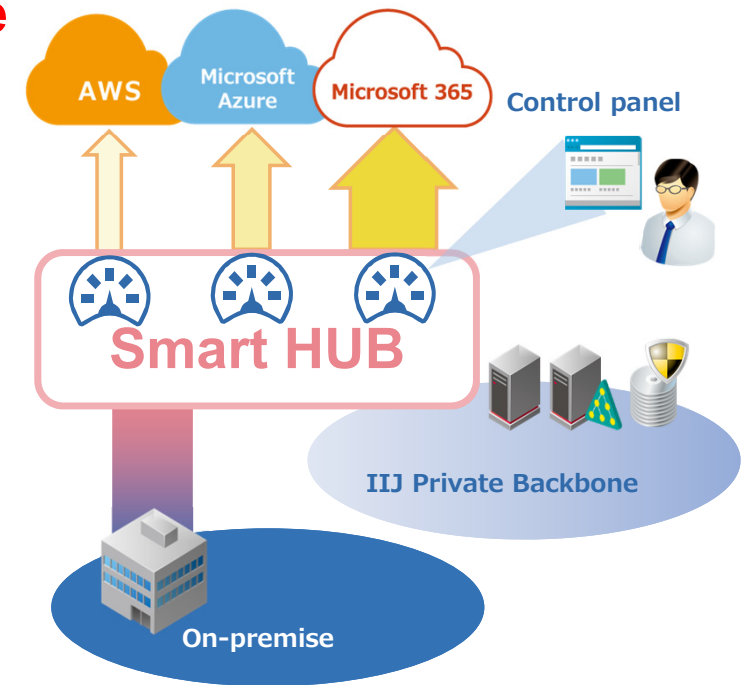 e
AWS
Microsoft
Azure
Microsoft 365
Control panel
Smart HUB
IIJ Private Backbone
On-premise